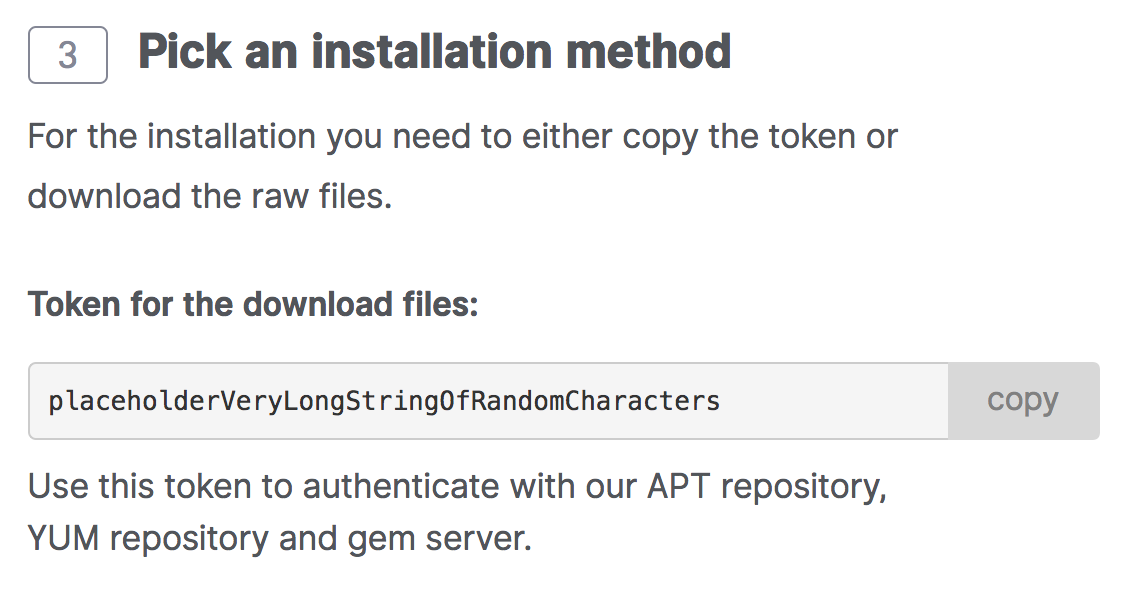 3 Pick an installation method
For the installation you need to either copy the token or
download the raw files.
Token for the download files:
placeholderVeryLongStringOfRandomCharacters copy
Use this token to authenticate with our APT repository,
YUM repository and gem server.